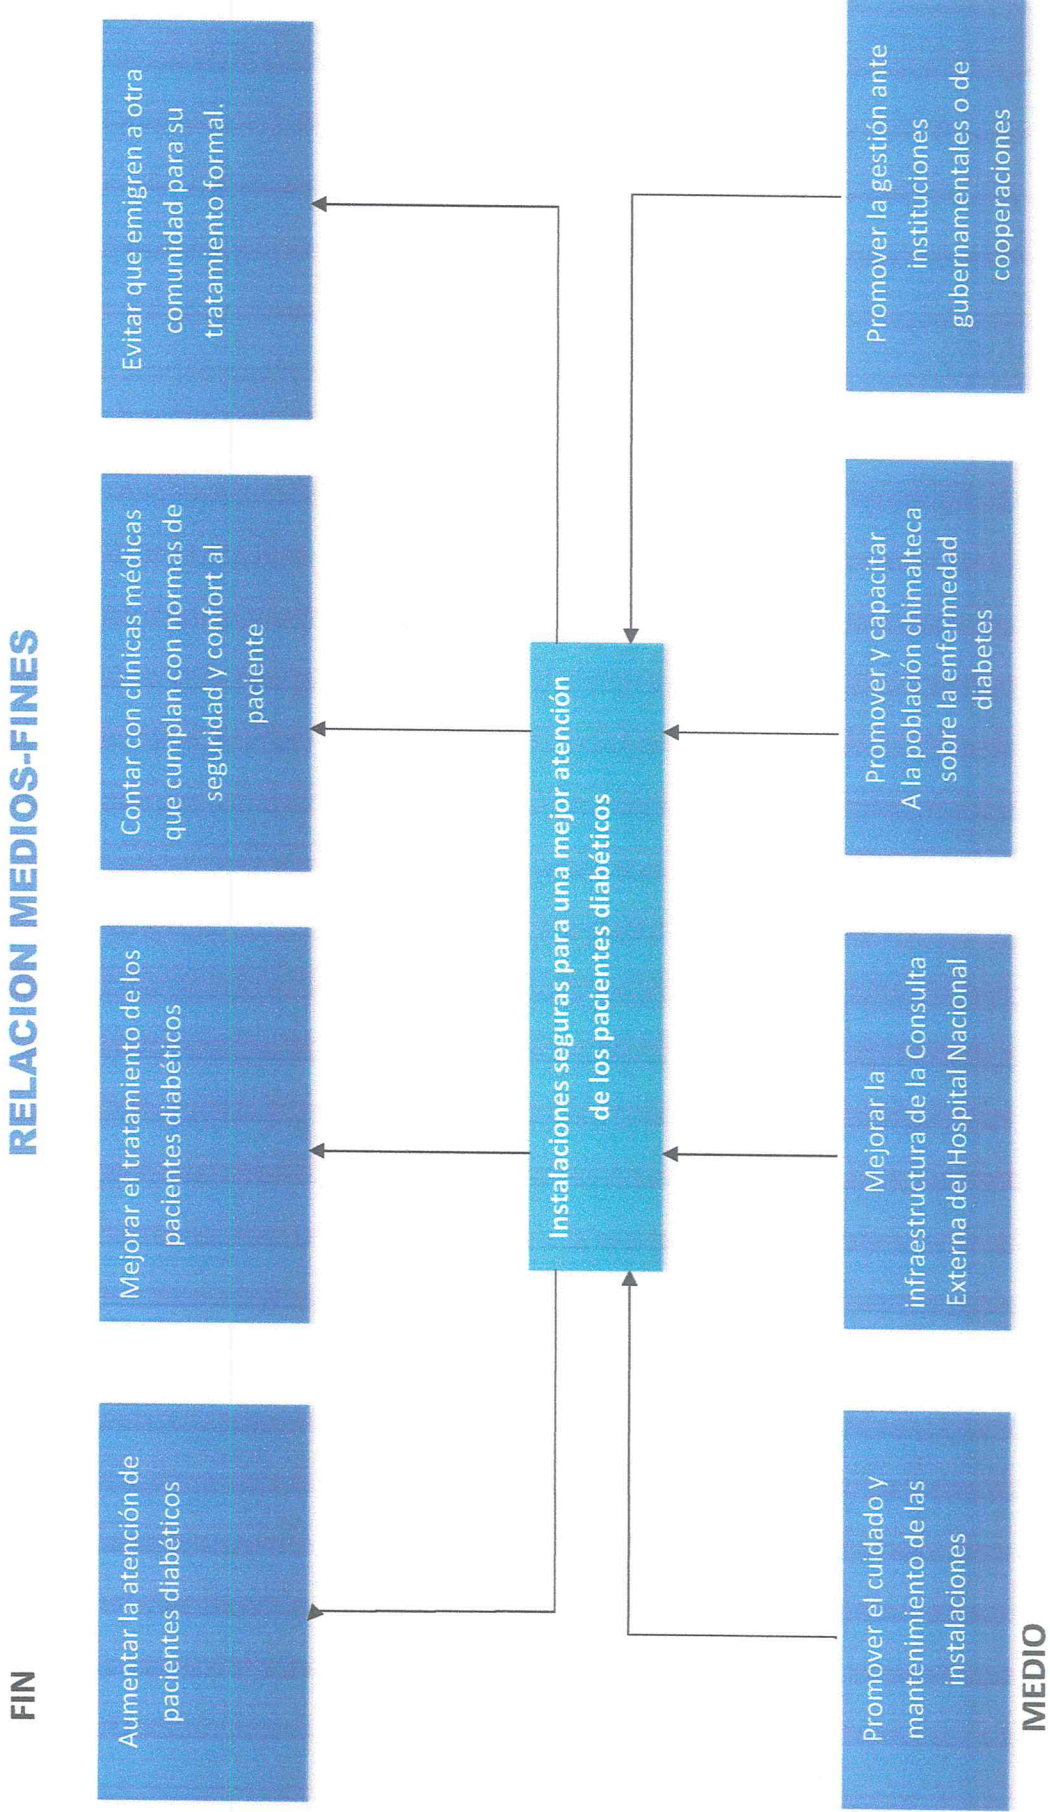 RELACION MEDIOS-FINES
FIN
Aumentar la atención de
pacientes diabéticos
Mejorar el tratamiento de los
pacientes diabéticos
Contar con clínicas médicas
que cumplan con normas de
seguridad y confort al
paciente
Evitar que emigren a otra
comunidad para su
tratamiento formal.
Instalaciones seguras para una mejor atención
de los pacientes diabéticos
Promover el cuidado y
mantenimiento de las
instalaciones
Mejorar la
infraestructura de la Consulta
Externa del Hospital Nacional
Promover y capacitar
A la población chimalteca
sobre la enfermedad
diabetes
Promover la gestión ante
instituciones
gubernamentales o de
cooperaciones
MEDIO